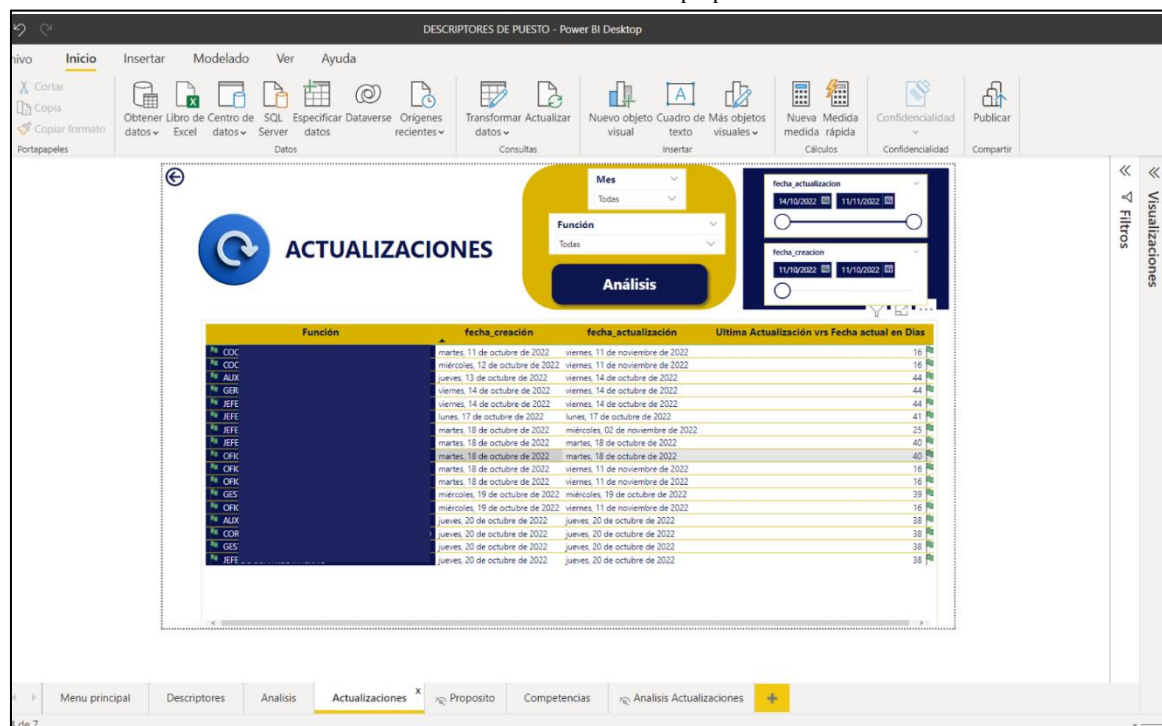 DESCRIPTORES DE PUESTO - Power BI Desktop
Inicio Insertar Modelado Ver Ayuda
Cortar
Copia
Copiar formato
Obtener datos
Libro de Excel
Centro de datos
SQL Server
Especificar datos
Dataverse
Orígenes recientes
Transformar datos
Actualizar
Nuevo objeto visual
Cuadro de texto
Más objetos visuales
Nueva medida
Medida rápida
Confidencialidad
Publicar
Portapapeles Datos Consultas Insertar Cálculos Confidencialidad Compartir
ACTUALIZACIONES
Mes
Todas
Función
Todas
Análisis
fecha_actualizacion
14/10/2022 11/11/2022
fecha_creacion
11/10/2022 11/10/2022
Filtros
Visualizaciones
Función fecha_creación fecha_actualización Ultima Actualización vrs Fecha actual en Dias
COC martes, 11 de octubre de 2022 viernes, 11 de noviembre de 2022 16
COC miércoles, 12 de octubre de 2022 viernes, 11 de noviembre de 2022 16
AUX jueves, 13 de octubre de 2022 viernes, 14 de octubre de 2022 44
GER viernes, 14 de octubre de 2022 viernes, 14 de octubre de 2022 44
JEFE viernes, 14 de octubre de 2022 viernes, 14 de octubre de 2022 44
JEFE lunes, 17 de octubre de 2022 lunes, 17 de octubre de 2022 41
JEFE martes, 18 de octubre de 2022 miércoles, 02 de noviembre de 2022 25
JEFE martes, 18 de octubre de 2022 martes, 18 de octubre de 2022 40
OFIC martes, 18 de octubre de 2022 martes, 18 de octubre de 2022 40
OFIC martes, 18 de octubre de 2022 viernes, 11 de noviembre de 2022 16
OFIC martes, 18 de octubre de 2022 viernes, 11 de noviembre de 2022 16
GES miércoles, 19 de octubre de 2022 miércoles, 19 de octubre de 2022 39
OFIC miércoles, 19 de octubre de 2022 viernes, 11 de noviembre de 2022 16
AUX jueves, 20 de octubre de 2022 jueves, 20 de octubre de 2022 38
COR jueves, 20 de octubre de 2022 jueves, 20 de octubre de 2022 38
GES jueves, 20 de octubre de 2022 jueves, 20 de octubre de 2022 38
JEFE jueves, 20 de octubre de 2022 jueves, 20 de octubre de 2022 38
Menu principal Descriptores Analisis Actualizaciones x Proposito Competencias Analisis Actualizaciones +